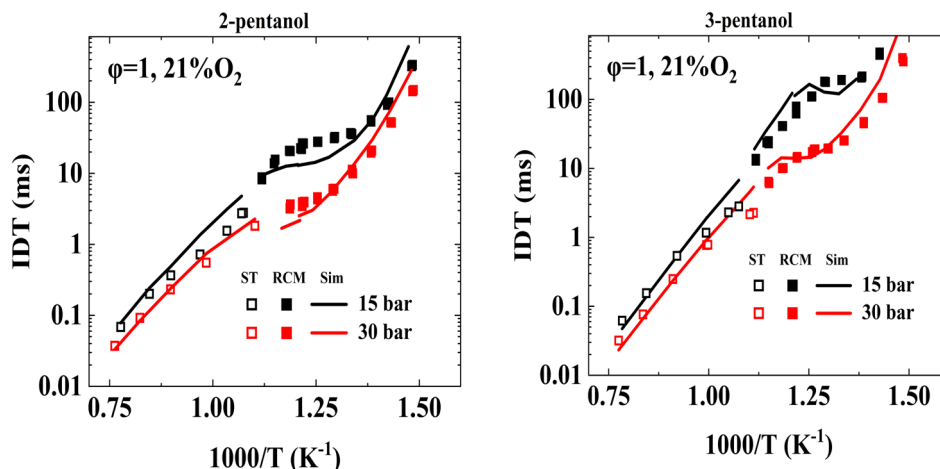 2-pentanol
φ=1, 21%O₂
IDT (ms)
100
10
1
0.1
0.01
ST RCM Sim
15 bar
30 bar
0.75 1.00 1.25 1.50
1000/T (K⁻¹)
3-pentanol
φ=1, 21%O₂
IDT (ms)
100
10
1
0.1
0.01
ST RCM Sim
15 bar
30 bar
0.75 1.00 1.25 1.50
1000/T (K⁻¹)